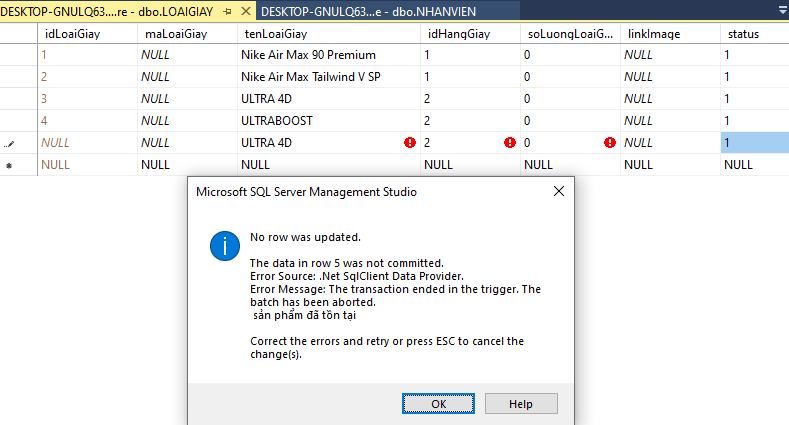 DESKTOP-GNULQ63....re - dbo.LOAIGIAY DESKTOP-GNULQ63...e - dbo.NHANVIEN
idLoaiGiay maLoaiGiay tenLoaiGiay idHangGiay soLuongLoaiG... linkImage status
1 NULL Nike Air Max 90 Premium 1 0 NULL 1
2 NULL Nike Air Max Tailwind V SP 1 0 NULL 1
3 NULL ULTRA 4D 2 0 NULL 1
4 NULL ULTRABOOST 2 0 NULL 1
NULL NULL ULTRA 4D 2 0 NULL 1
NULL NULL NULL NULL NULL NULL NULL
Microsoft SQL Server Management Studio
No row was updated.
The data in row 5 was not committed.
Error Source: .Net SqlClient Data Provider.
Error Message: The transaction ended in the trigger. The
batch has been aborted.
sản phẩm đã tồn tại
Correct the errors and retry or press ESC to cancel the
change(s).
OK Help